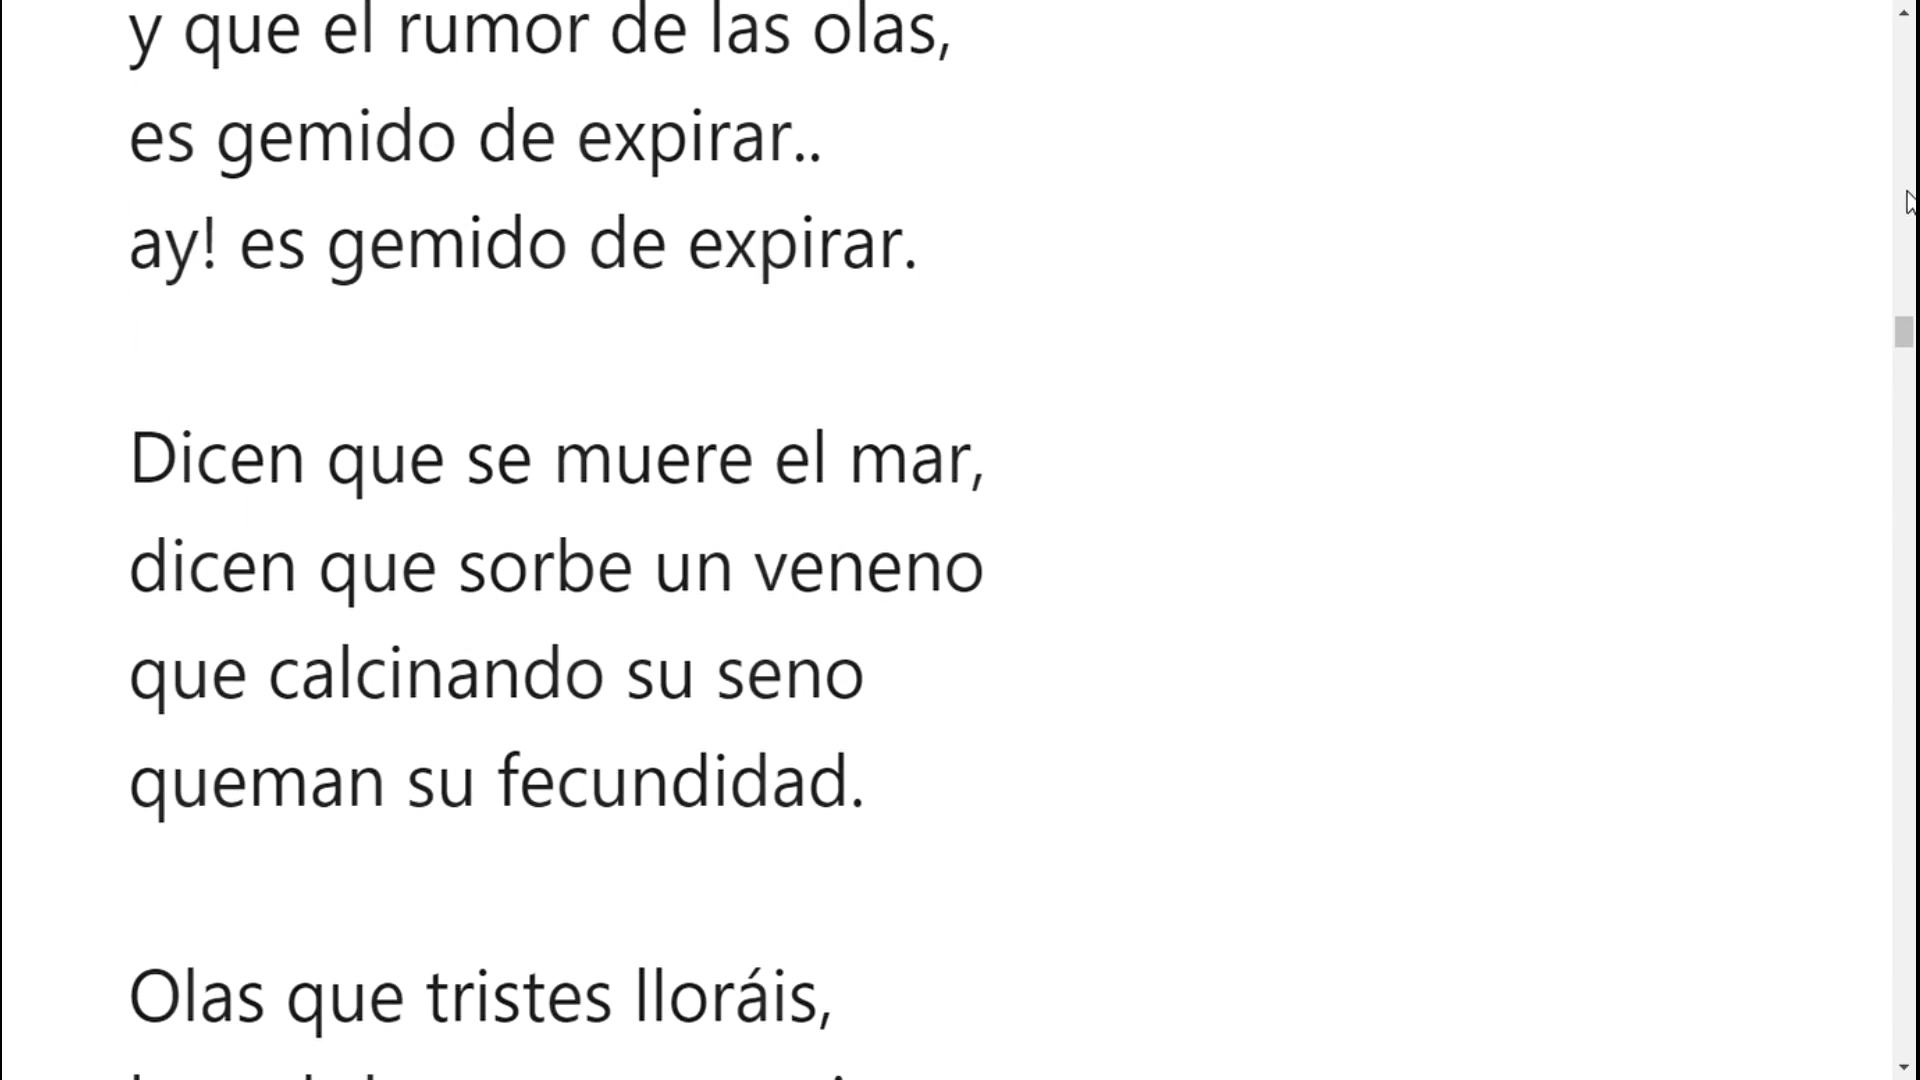 y que el rumor de las olas,
es gemido de expirar..
ay! es gemido de expirar.
Dicen que se muere el mar,
dicen que sorbe un veneno
que calcinando su seno
queman su fecundidad.
Olas que tristes lloráis,